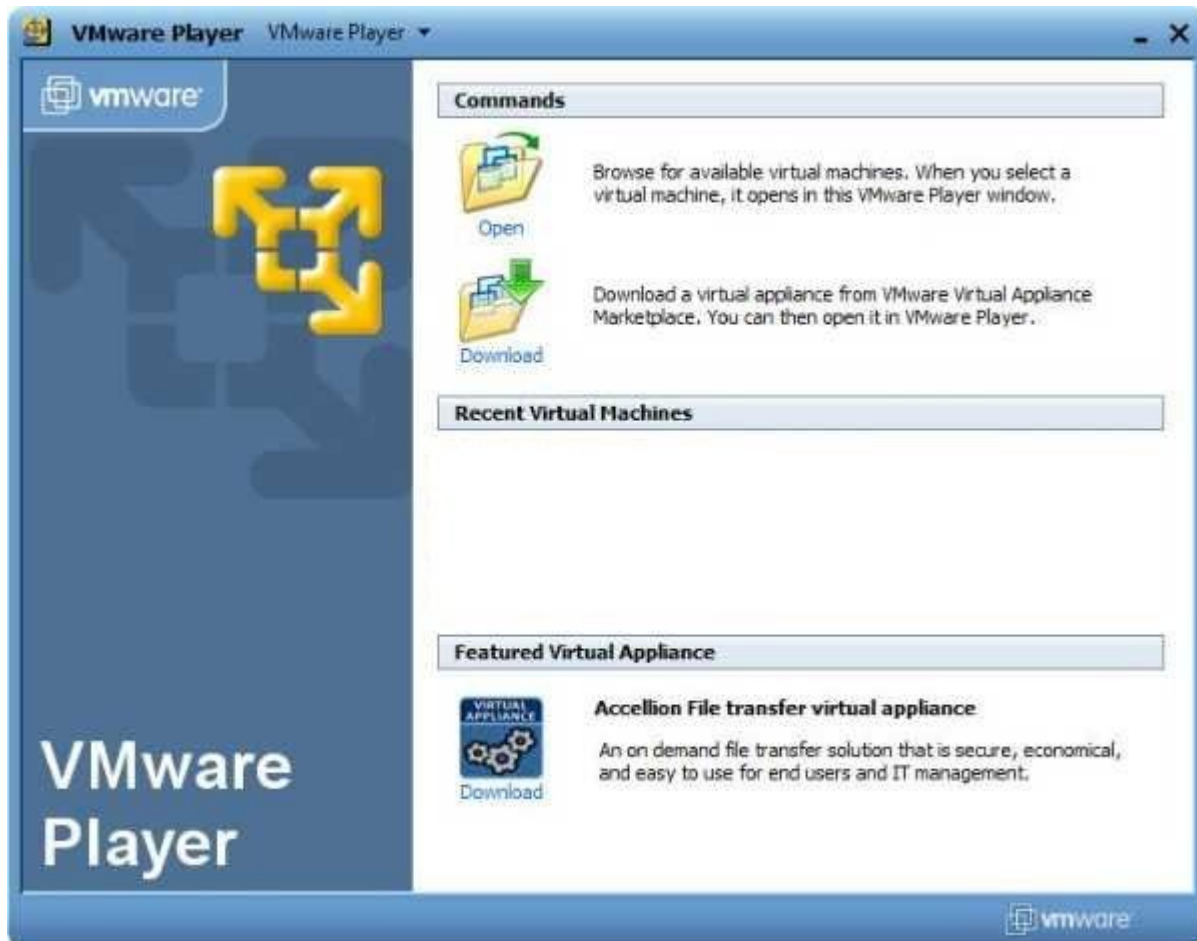 VMware Player VMware Player
vmware
Commands
Browse for available virtual machines. When you select a
virtual machine, it opens in this VMware Player window.
Open
Download a virtual appliance from VMware Virtual Appliance
Marketplace. You can then open it in VMware Player.
Download
Recent Virtual Machines
Featured Virtual Appliance
VIRTUAL
APPLIANCE
Download
Accellion File transfer virtual appliance
An on demand file transfer solution that is secure, economical,
and easy to use for end users and IT management.
VMware
Player
vmware